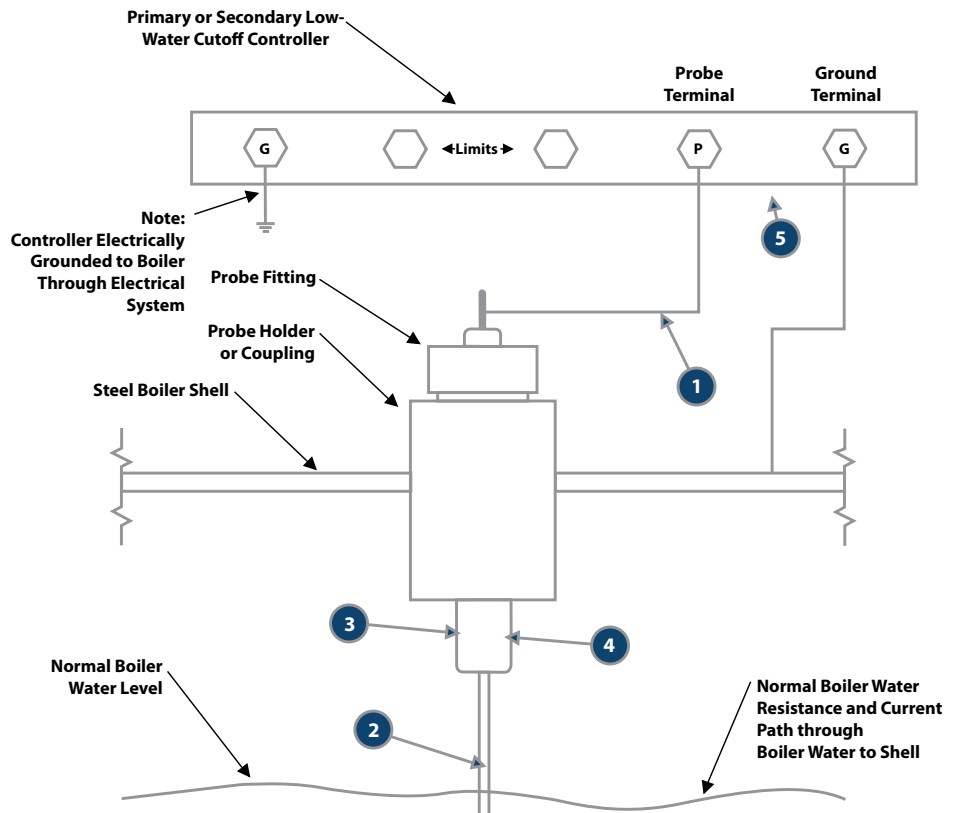 Primary or Secondary Low-
Water Cutoff Controller
Probe
Terminal
Ground
Terminal
G
Limits
P
G
Note:
Controller Electrically
Grounded to Boiler
Through Electrical
System
5
Probe Fitting
Probe Holder
or Coupling
1
Steel Boiler Shell
3
4
Normal Boiler
Water Level
2
Normal Boiler Water
Resistance and Current
Path through
Boiler Water to Shell